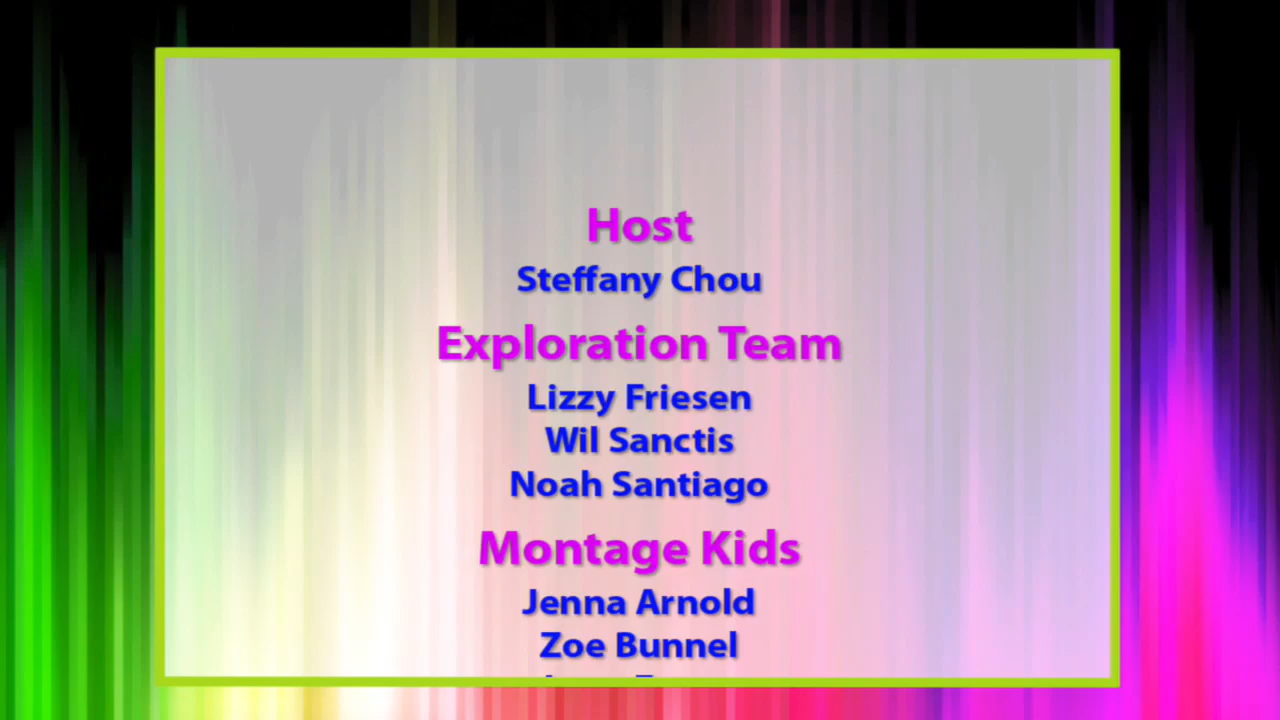 Host
Steffany Chou
Exploration Team
Lizzy Friesen
Wil Sanctis
Noah Santiago
Montage Kids
Jenna Arnold
Zoe Bunnel